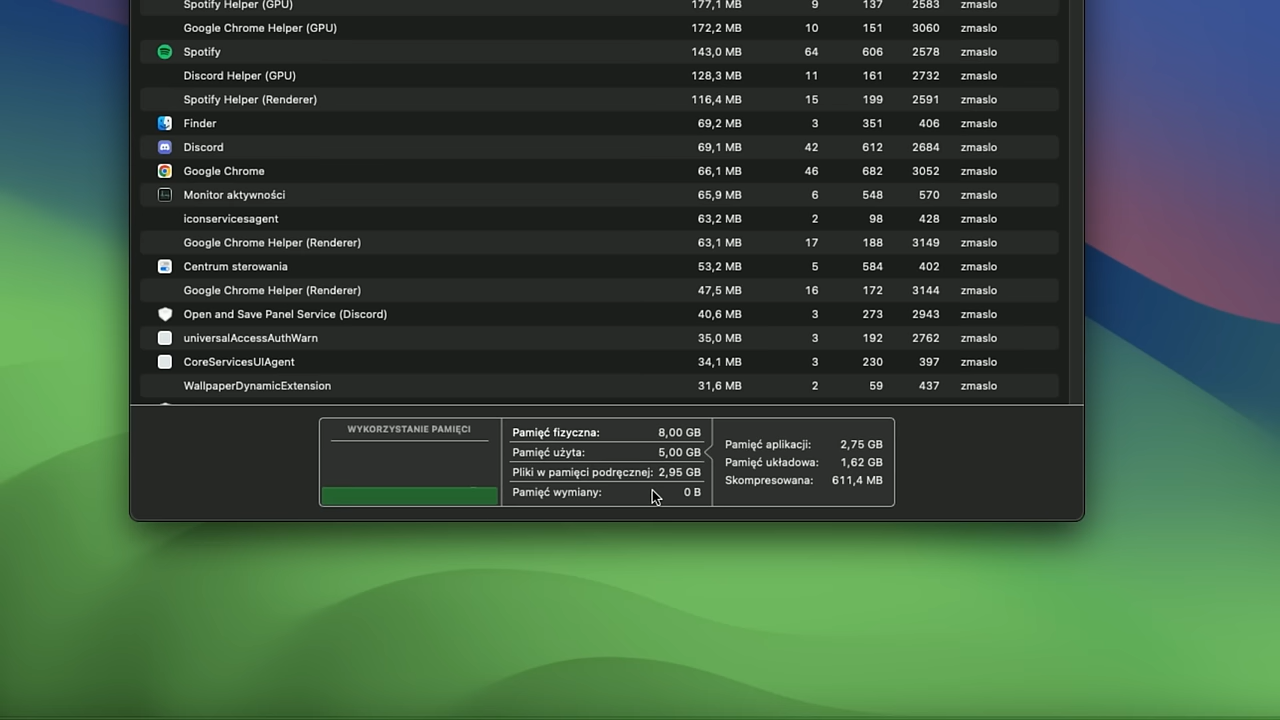 Spotify Helper (GPU) 177,1 MB 9 137 2583 zmaslo
Google Chrome Helper (GPU) 172,2 MB 10 151 3060 zmaslo
Spotify 143,0 MB 64 606 2578 zmaslo
Discord Helper (GPU) 128,3 MB 11 161 2732 zmaslo
Spotify Helper (Renderer) 116,4 MB 15 199 2591 zmaslo
Finder 69,2 MB 3 351 406 zmaslo
Discord 69,1 MB 42 612 2684 zmaslo
Google Chrome 66,1 MB 46 682 3052 zmaslo
Monitor aktywności 65,9 MB 6 548 570 zmaslo
iconservicesagent 63,2 MB 2 98 428 zmaslo
Google Chrome Helper (Renderer) 63,1 MB 17 188 3149 zmaslo
Centrum sterowania 53,2 MB 5 584 402 zmaslo
Google Chrome Helper (Renderer) 47,5 MB 16 172 3144 zmaslo
Open and Save Panel Service (Discord) 40,6 MB 3 273 2943 zmaslo
universalAccessAuthWarn 35,0 MB 3 192 2762 zmaslo
CoreServicesUIAgent 34,1 MB 3 230 397 zmaslo
WallpaperDynamicExtension 31,6 MB 2 59 437 zmaslo
WYKORZYSTANIE PAMIĘCI
Pamięć fizyczna: 8,00 GB
Pamięć użyta: 5,00 GB
Pliki w pamięci podręcznej: 2,95 GB
Pamięć wymiany: 0 B
Pamięć aplikacji: 2,75 GB
Pamięć układowa: 1,62 GB
Skompresowana: 611,4 MB